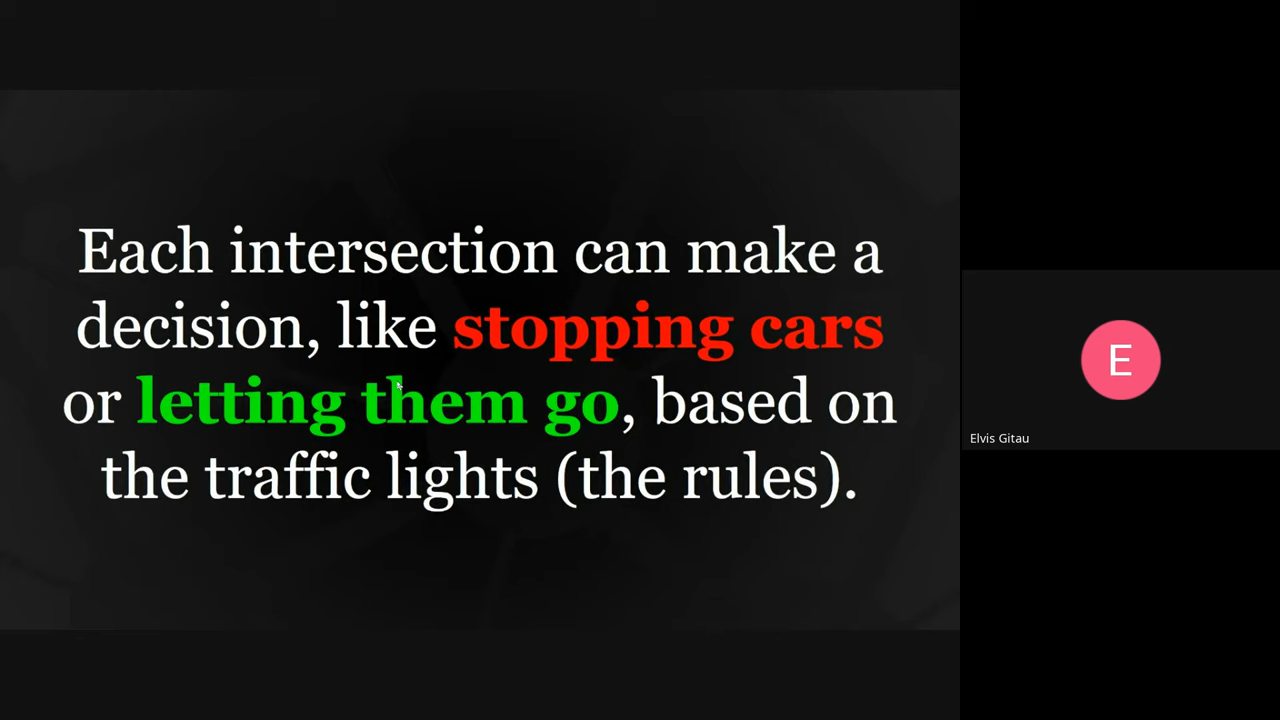 Each intersection can make a
decision, like stopping cars
or letting them go, based on
the traffic lights (the rules).
E
Elvis Gitau